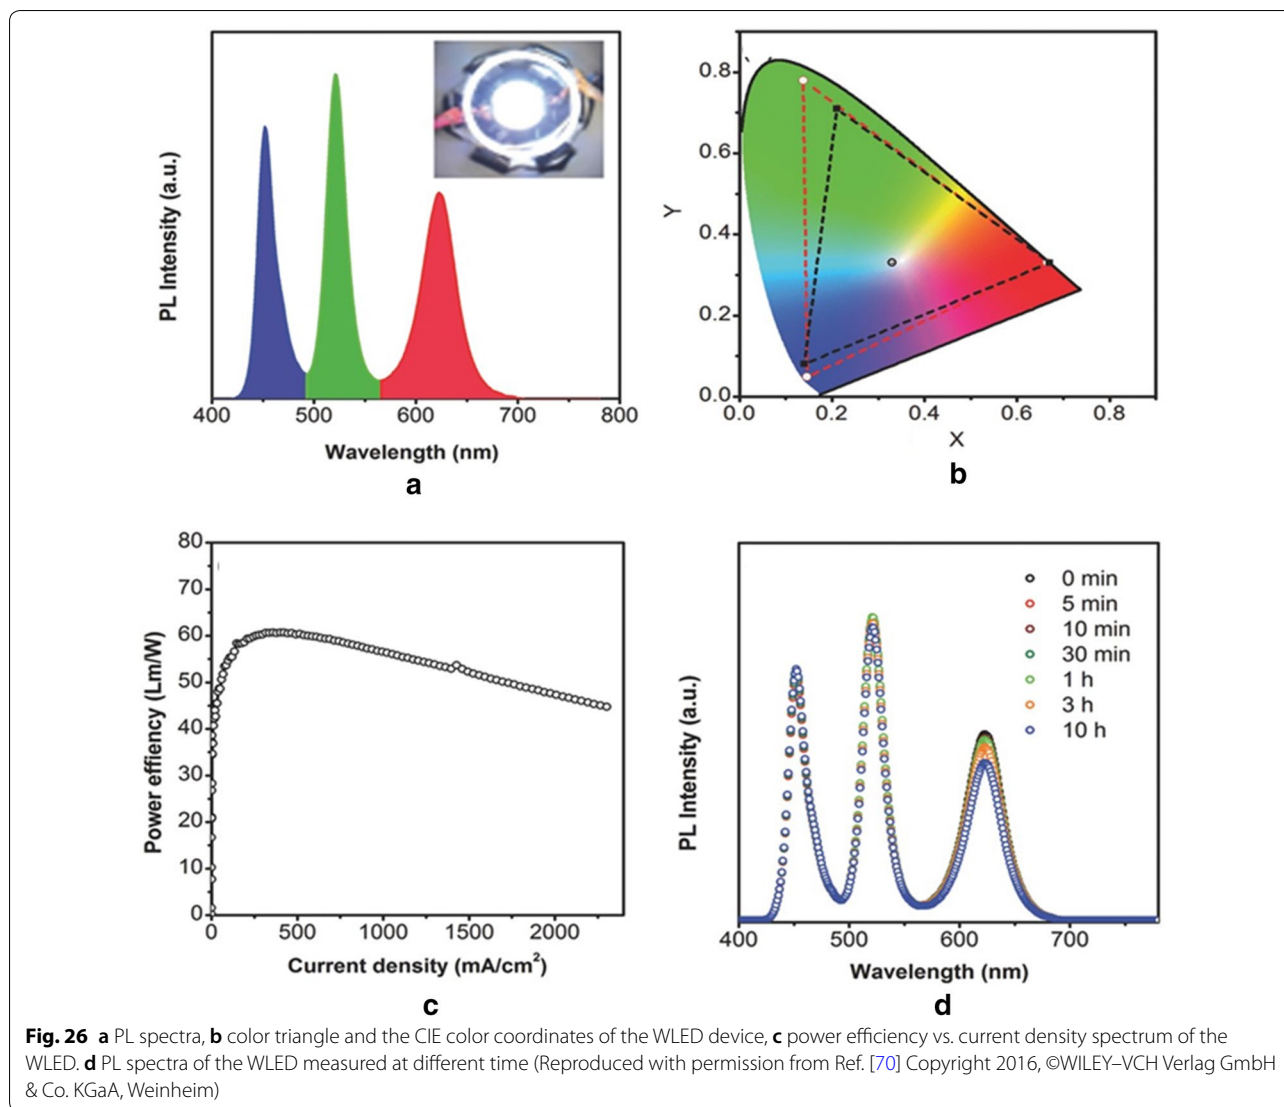 PL Intensity (a.u.)
400 500 600 700 800
Wavelength (nm)
a
Y
0.8
0.6
0.4
0.2
0.0
0.0 0.2 0.4 0.6 0.8
X
b
Power effiency (Lm/W)
80
70
60
50
40
30
20
10
0
0 500 1000 1500 2000
Current density (mA/cm²)
c
PL Intensity (a.u.)
0 min
5 min
10 min
30 min
1 h
3 h
10 h
400 500 600 700
Wavelength (nm)
d
Fig. 26 a PL spectra, b color triangle and the CIE color coordinates of the WLED device, c power efficiency vs. current density spectrum of the
WLED. d PL spectra of the WLED measured at different time (Reproduced with permission from Ref. [70] Copyright 2016, ©WILEY–VCH Verlag GmbH
& Co. KGaA, Weinheim)